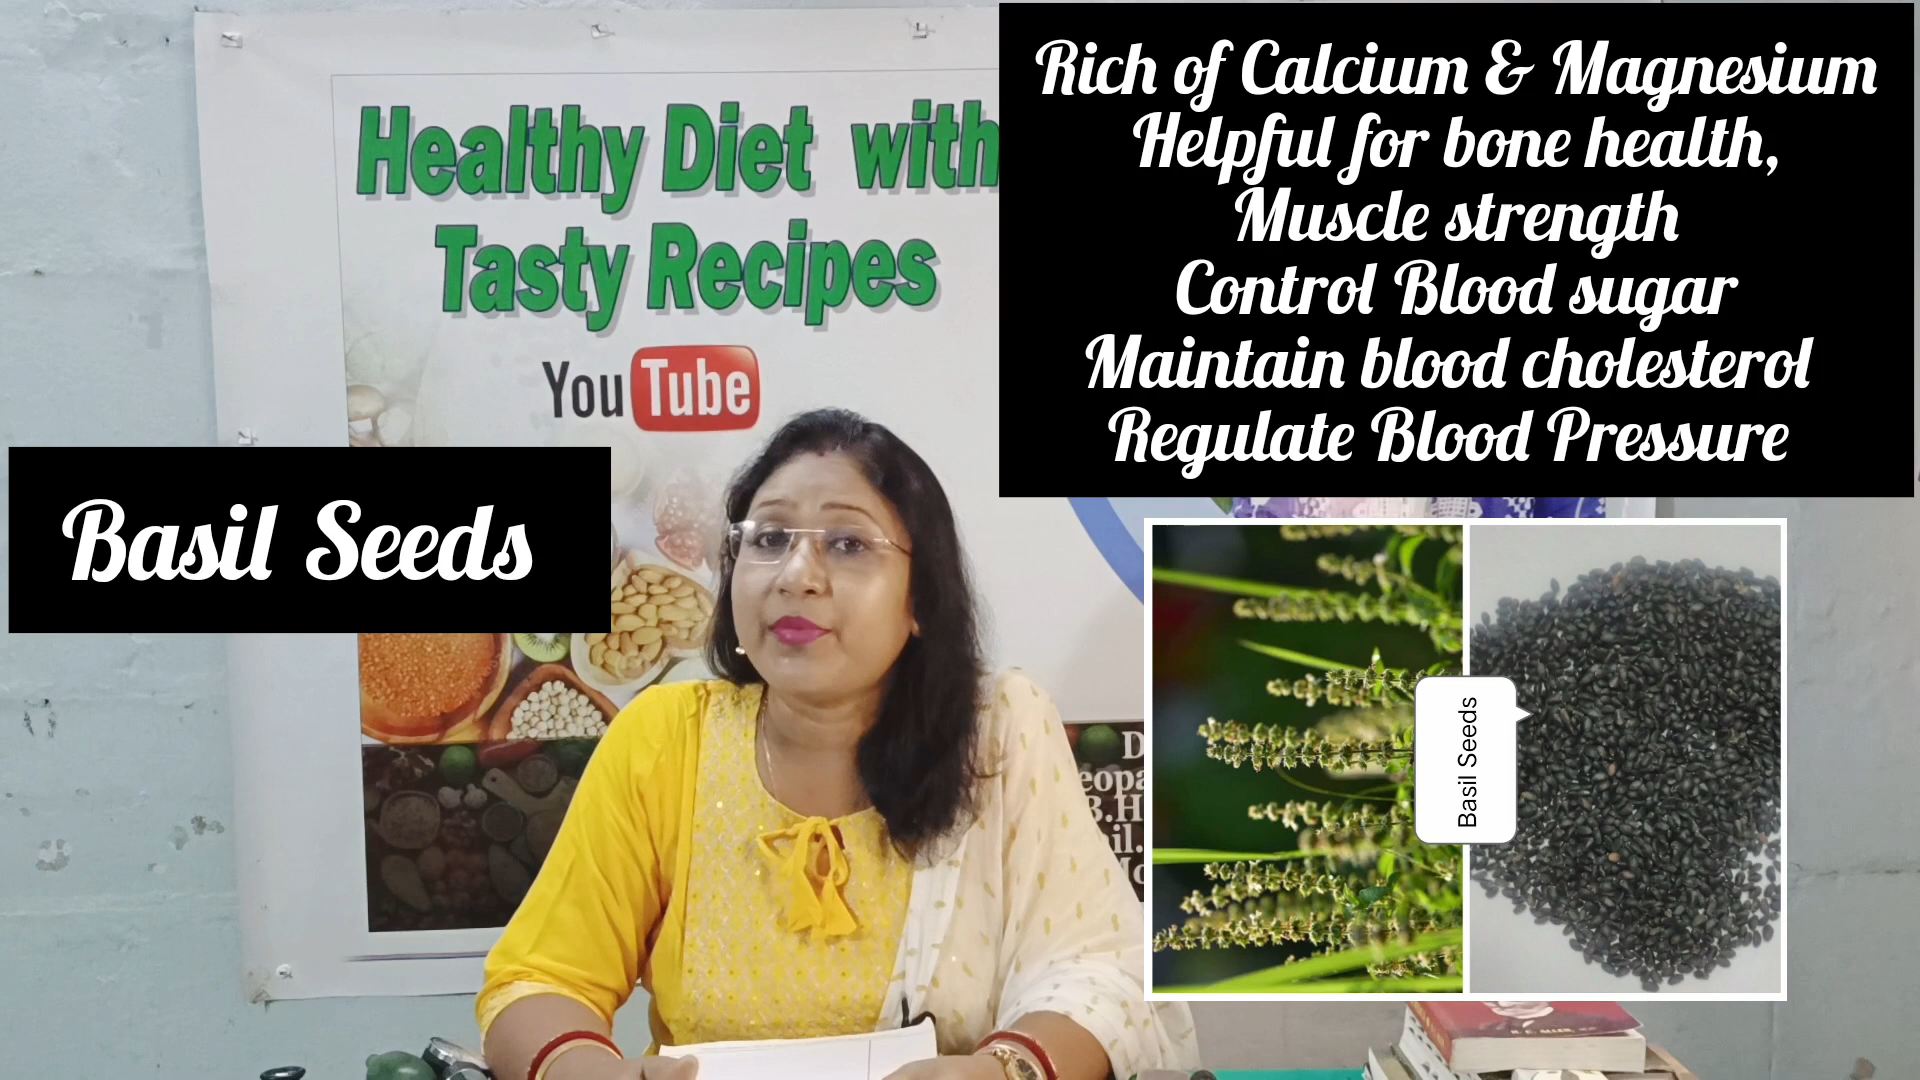 Healthy Diet with
Tasty Recipes
YouTube
Rich of Calcium & Magnesium
Helpful for bone health,
Muscle strength
Control Blood sugar
Maintain blood cholesterol
Regulate Blood Pressure
Basil Seeds
Basil Seeds